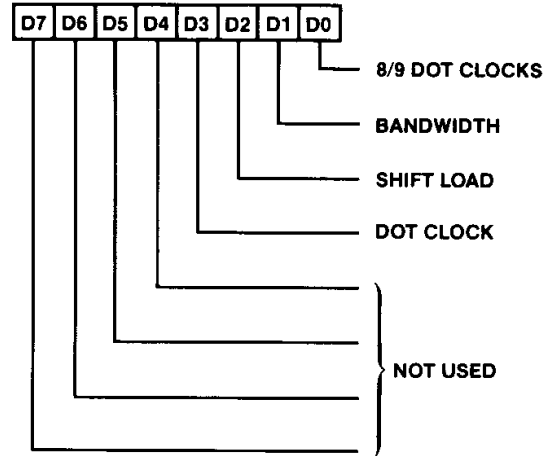 D7 D6 D5 D4 D3 D2 D1 D0
8/9 DOT CLOCKS
BANDWIDTH
SHIFT LOAD
DOT CLOCK
NOT USED